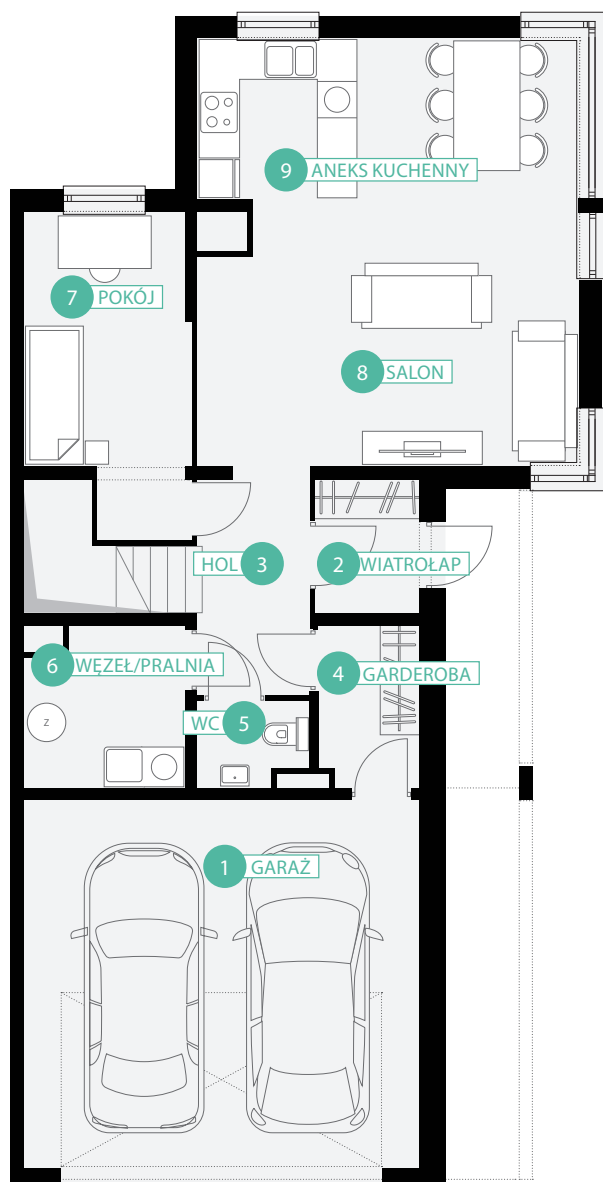 9 ANEKS KUCHENNY
7 POKÓJ
8 SALON
HOL 3
2 WIATROŁAP
6 WĘZEŁ/PRALNIA
4 GARDEROBA
WC 5
Z
1 GARAŻ